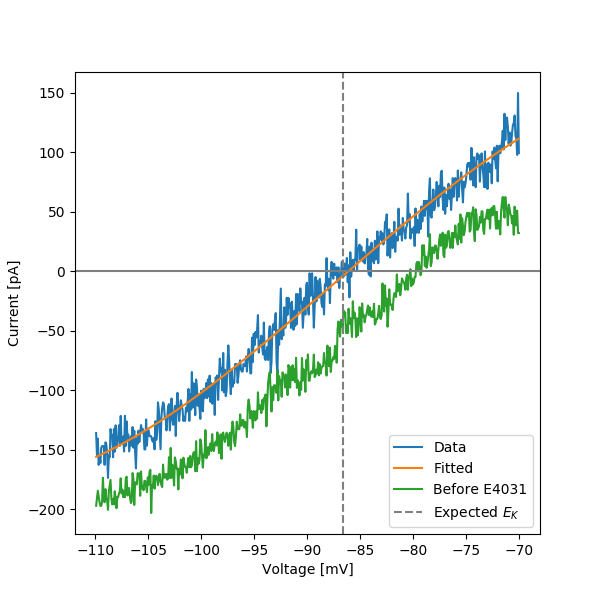 150
100
50
0
−50
−100
−150
−200
Current [pA]
−110
−105
−100
−95
−90
−85
−80
−75
−70
Voltage [mV]
Data
Fitted
Before E4031
Expected E_K